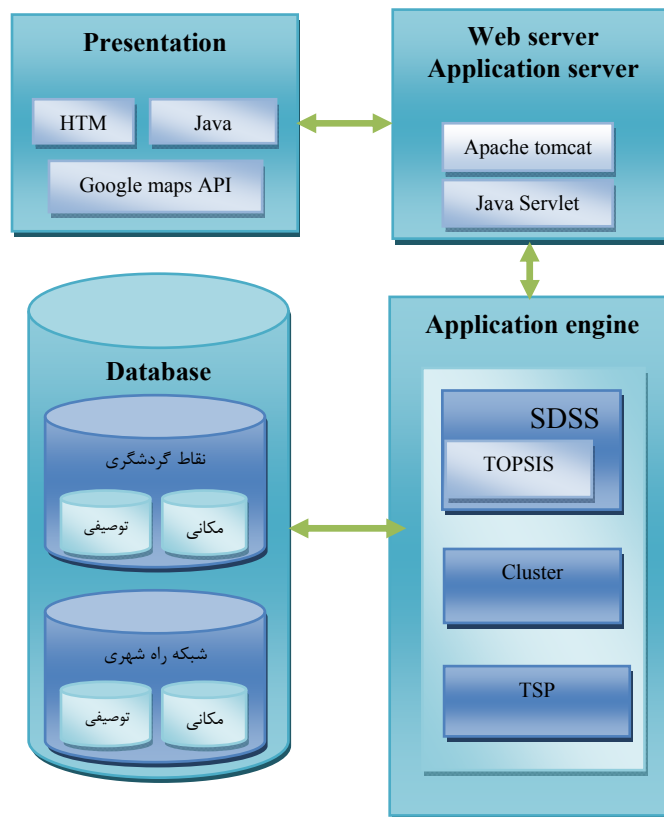 Presentation
HTM
Java
Google maps API
Web server
Application server
Apache tomcat
Java Servlet
Database
نقاط گردشگری
توصیفی
مکانی
شبکه راه شهری
توصیفی
مکانی
Application engine
SDSS
TOPSIS
Cluster
TSP